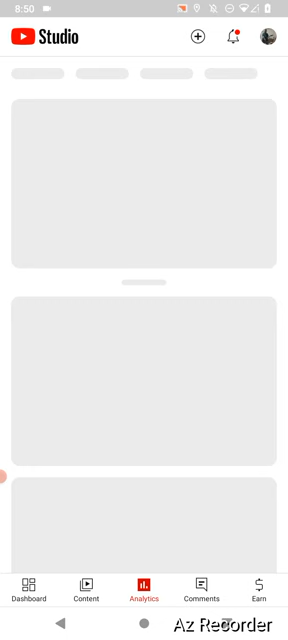 8:50
Studio
Dashboard
Content
Analytics
Comments
Earn
Az Recorder